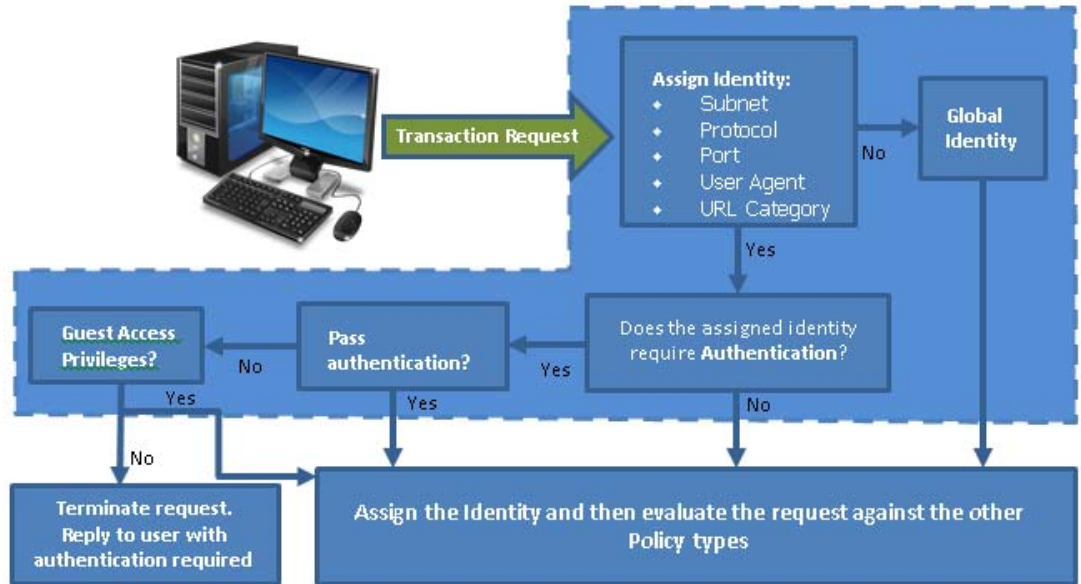 Transaction Request
Assign Identity:
Subnet
Protocol
Port
User Agent
URL Category
No
Global
Identity
Yes
Does the assigned identity
require Authentication?
Yes
Pass
authentication?
No
Guest Access
Privileges?
Yes
No
Yes
No
Terminate request.
Reply to user with
authentication required
Assign the Identity and then evaluate the request against the other
Policy types